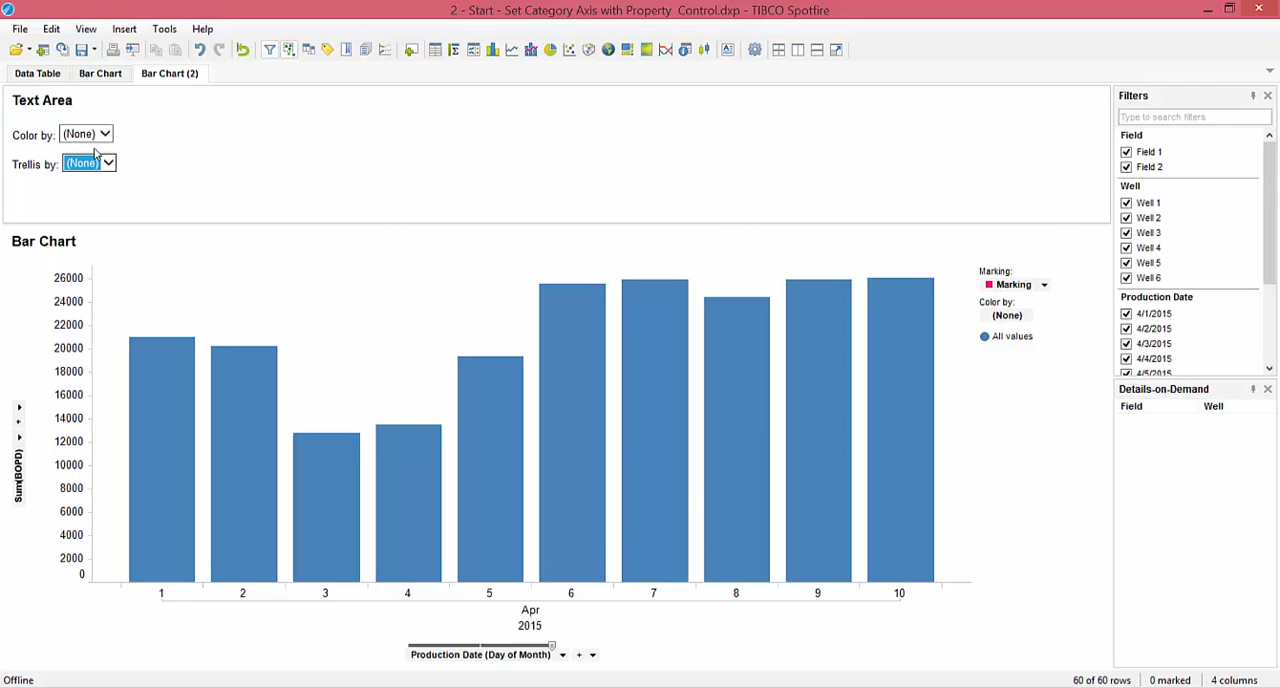 2 - Start - Set Category Axis with Property Control.dxp - TIBCO Spotfire
File Edit View Insert Tools Help
Data Table Bar Chart Bar Chart (2)
Text Area
Color by: (None)
Trellis by: (None)
Bar Chart
26000
24000
22000
20000
18000
16000
14000
12000
10000
8000
6000
4000
2000
0
Sum(BOPD)
1 2 3 4 5 6 7 8 9 10
Apr
2015
Production Date (Day of Month) +
Marking:
Marking
Color by:
(None)
All values
Filters
Type to search filters
Field
Field 1
Field 2
Well
Well 1
Well 2
Well 3
Well 4
Well 5
Well 6
Production Date
4/1/2015
4/2/2015
4/3/2015
4/4/2015
4/5/2015
Details-on-Demand
Field Well
Offline 60 of 60 rows 0 marked 4 columns